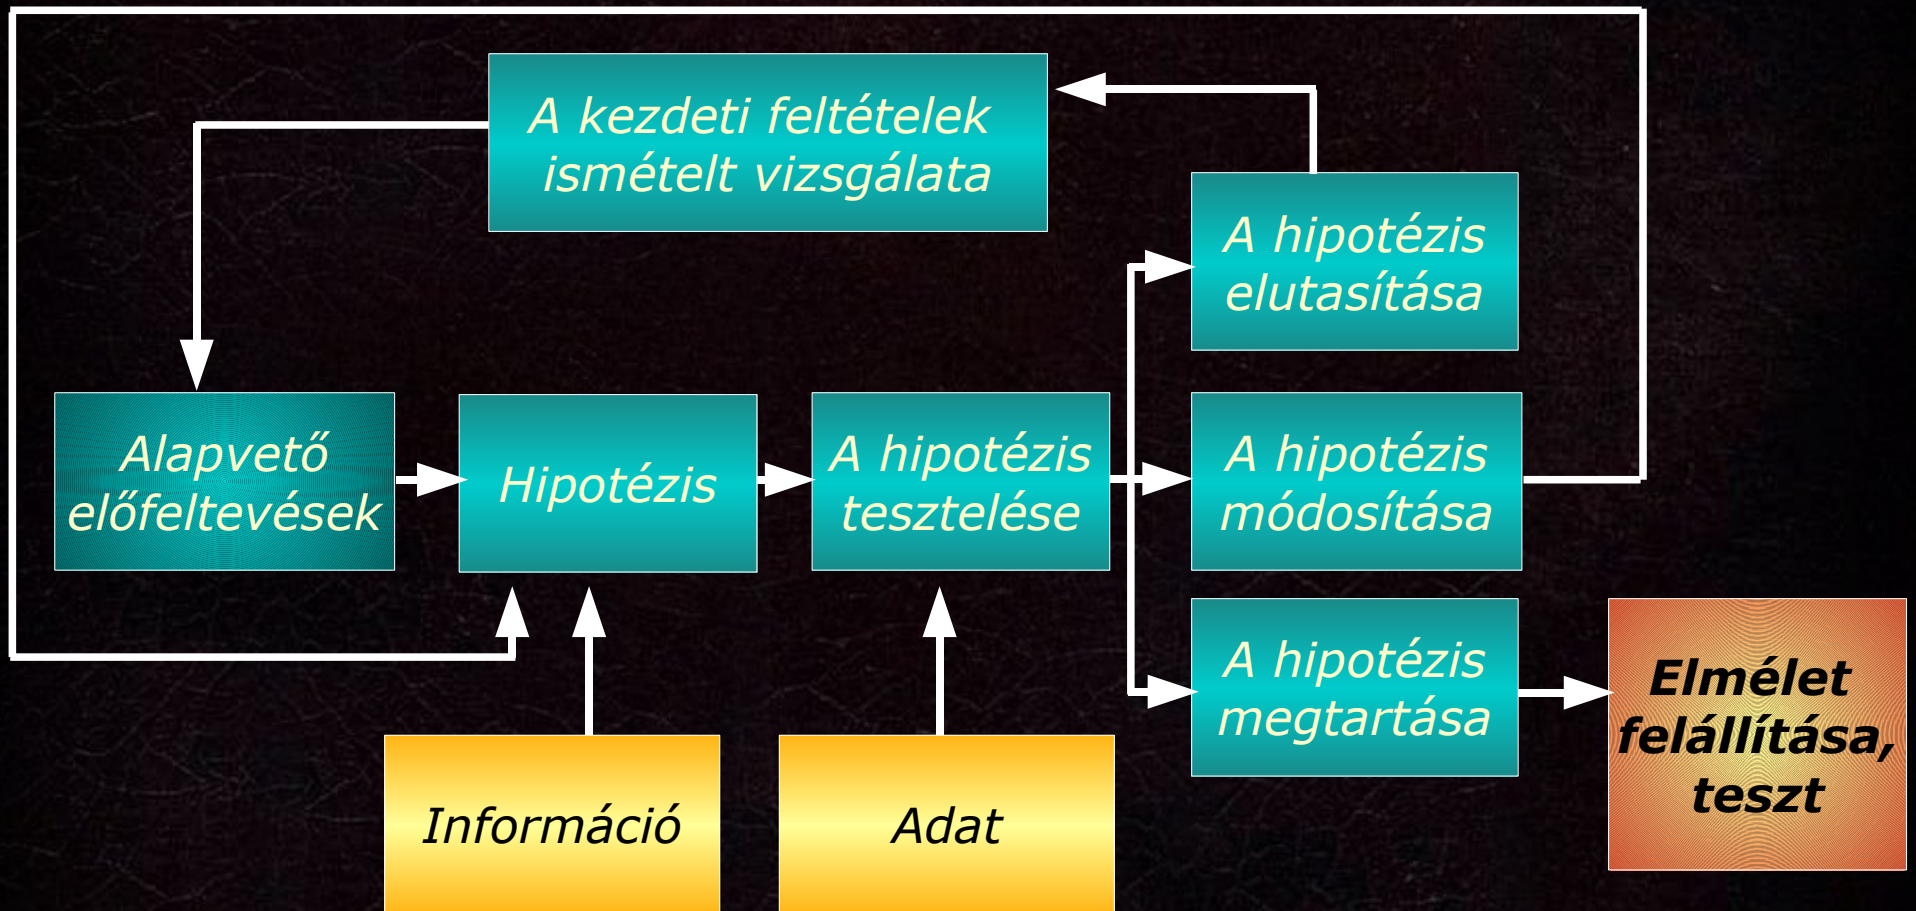 A kezdeti feltételek
ismételt vizsgálata
A hipotézis
elutasítása
Alapvető
előfeltevések
Hipotézis
A hipotézis
tesztelése
A hipotézis
módosítása
A hipotézis
megtartása
Elmélet
felállítása,
teszt
Információ
Adat